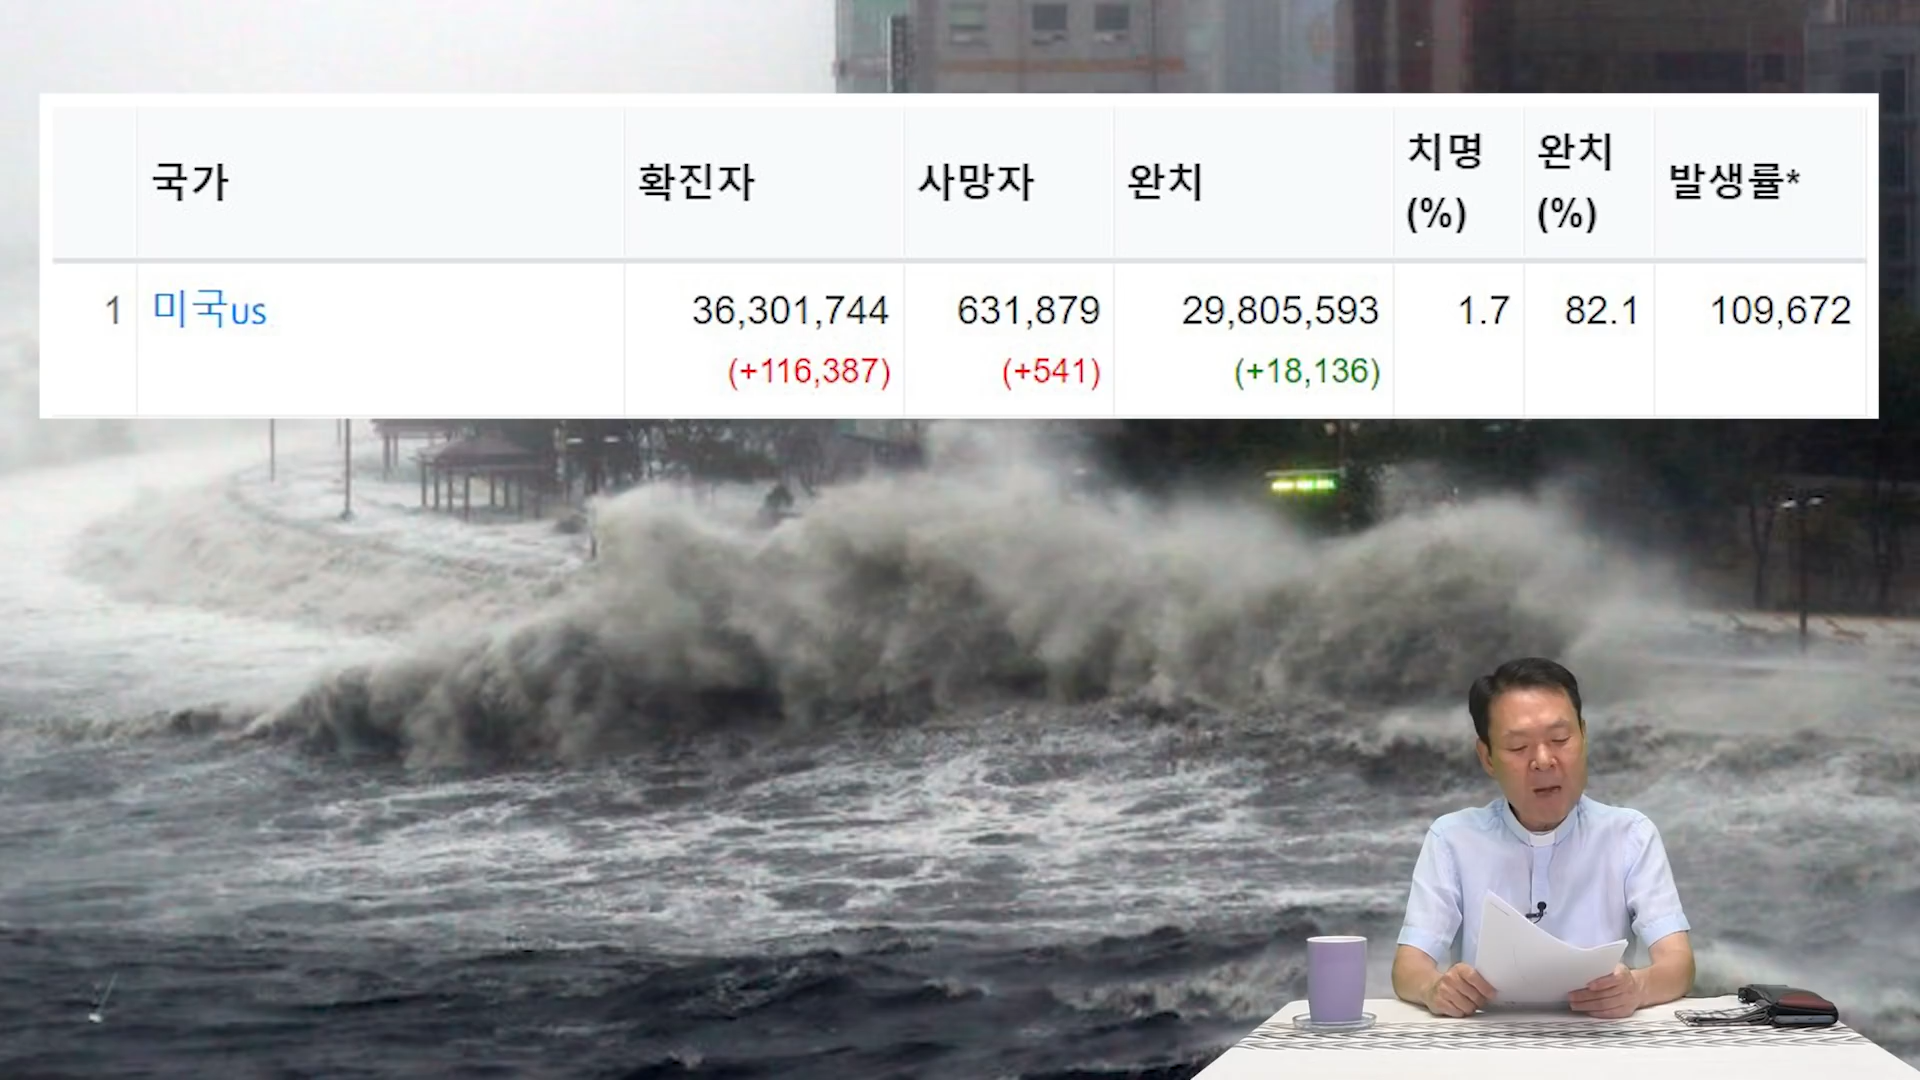 국가 확진자 사망자 완치 치명 (%) 완치 (%) 발생률*
1 미국us 36,301,744 631,879 29,805,593 1.7 82.1 109,672
(+116,387) (+541) (+18,136)